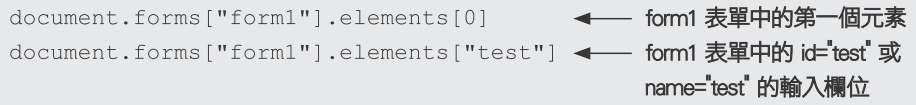 document.forms["form1"].elements[0] ← form1 表單中的第一個元素
document.forms["form1"].elements["test"] ← form1 表單中的 id="test" 或
name="test" 的輸入欄位